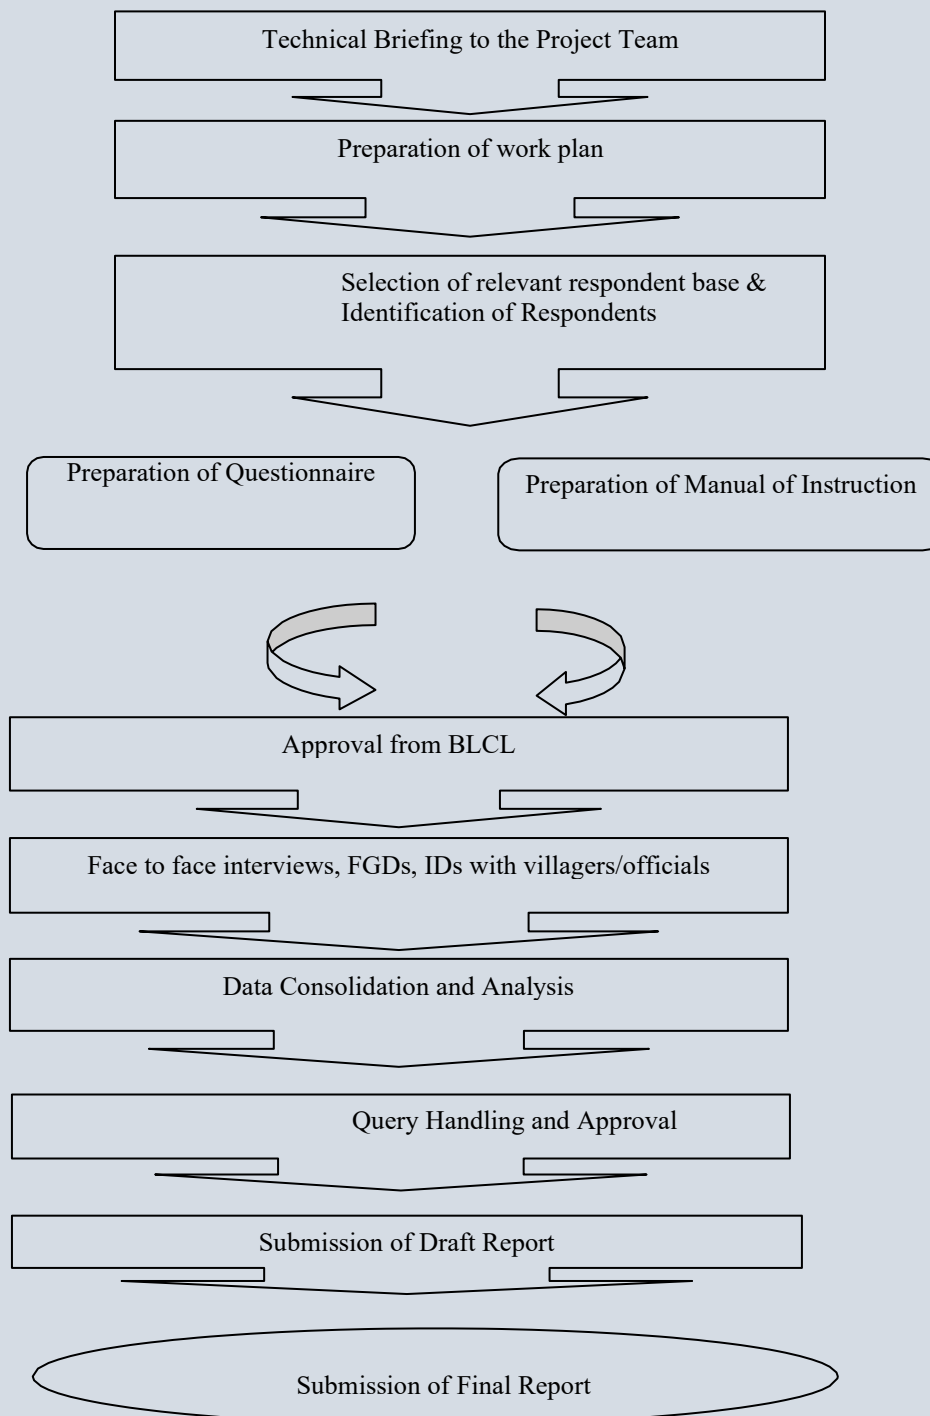 Technical Briefing to the Project Team
Preparation of work plan
Selection of relevant respondent base &
Identification of Respondents
Preparation of Questionnaire
Preparation of Manual of Instruction
Approval from BLCL
Face to face interviews, FGDs, IDs with villagers/officials
Data Consolidation and Analysis
Query Handling and Approval
Submission of Draft Report
Submission of Final Report